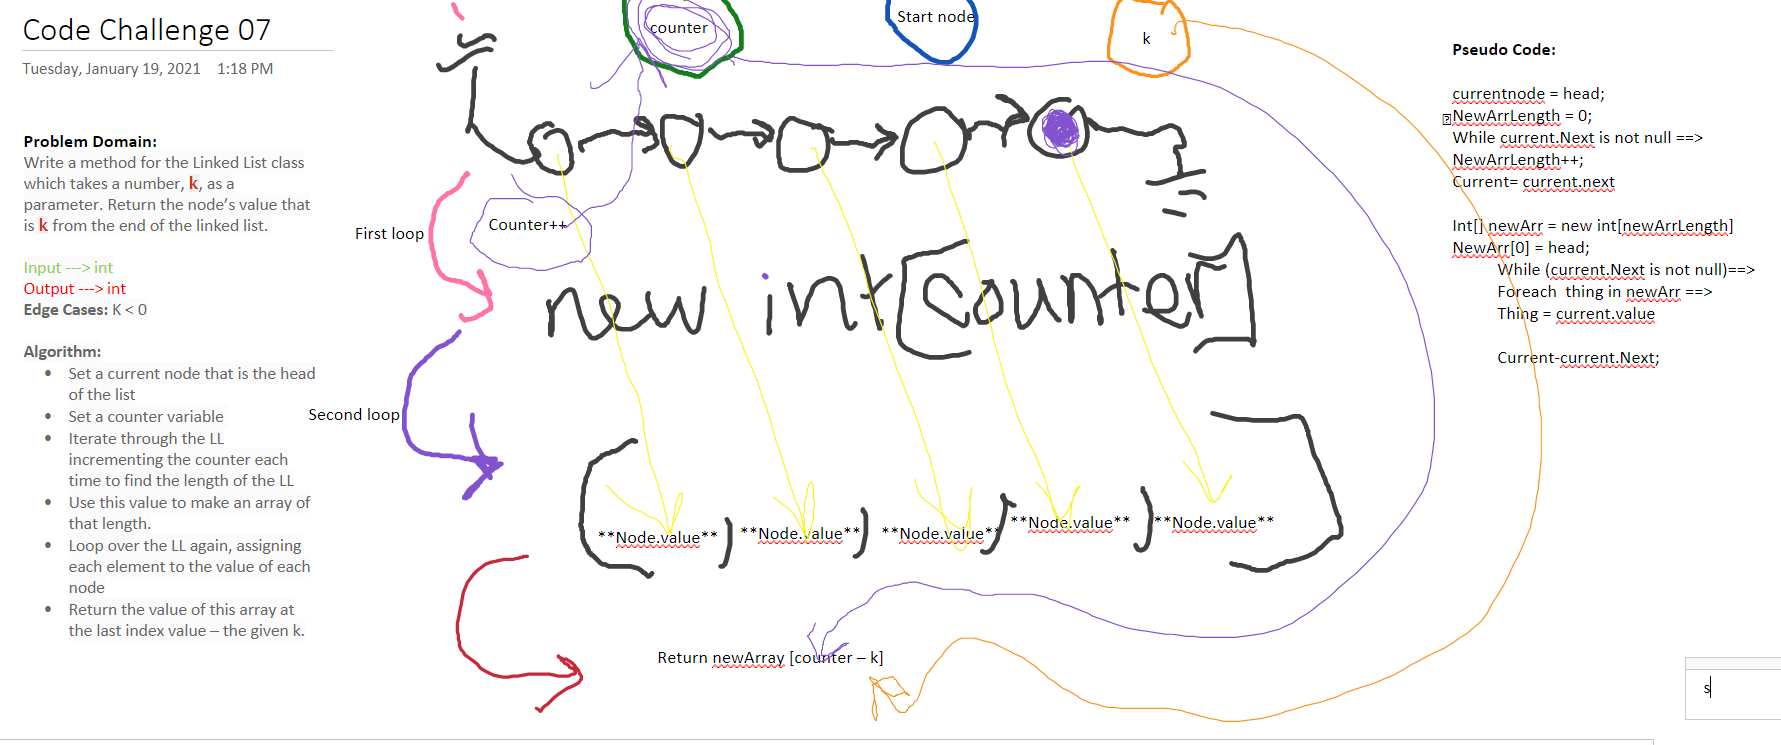 Code Challenge 07
Tuesday, January 19, 2021 1:18 PM
Problem Domain:
Write a method for the Linked List class
which takes a number, k, as a
parameter. Return the node's value that
is k from the end of the linked list.
Input ---> int
Output ---> int
Edge Cases: K < 0
Algorithm:
• Set a current node that is the head
of the list
• Set a counter variable
• Iterate through the LL
incrementing the counter each
time to find the length of the LL
• Use this value to make an array of
that length.
• Loop over the LL again, assigning
each element to the value of each
node
• Return the value of this array at
the last index value – the given k.
counter
Start node
k
First loop
Counter++
new int[counter]
Second loop
**Node.value**
**Node.value**
**Node.value**
**Node.value**
**Node.value**
Return newArray [counter – k]
Pseudo Code:
currentnode = head;
NewArrLength = 0;
While current.Next is not null ==>
NewArrLength++;
Current= current.next
Int[] newArr = new int[newArrLength]
NewArr[0] = head;
While (current.Next is not null)==>
Foreach thing in newArr ==>
Thing = current.value
Current-current.Next;
s